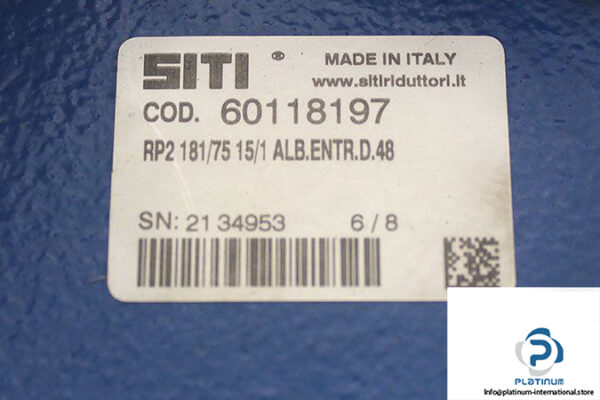 SITI ® MADE IN ITALY
www.sitiriduttori.it
COD. 60118197
RP2 181/75 15/1 ALB.ENTR.D.48
SN: 21 34953 6 / 8
PLATINUM
Info@platinum-international.store